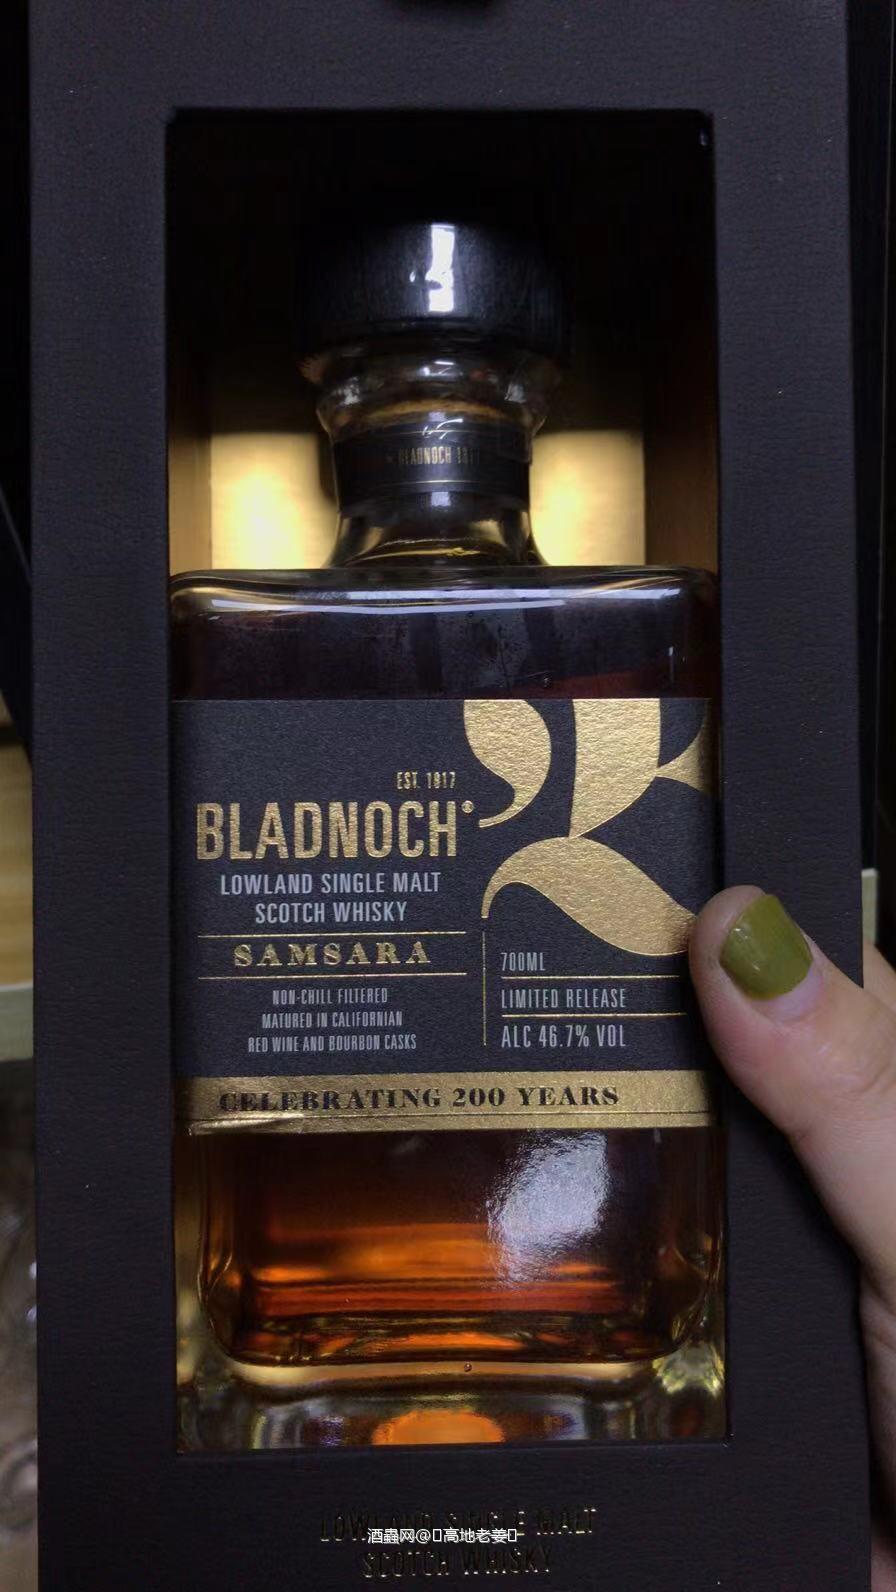 BLADNOCH
EST. 1817
BLADNOCH®
LOWLAND SINGLE MALT
SCOTCH WHISKY
SAMSARA
NON-CHILL FILTERED
MATURED IN CALIFORNIAN
RED WINE AND BOURBON CASKS
700ML
LIMITED RELEASE
ALC 46.7% VOL
CELEBRATING 200 YEARS
LOWLAND SINGLE MALT
酒蟲网@高地老姜
SCOTCH WHISKY